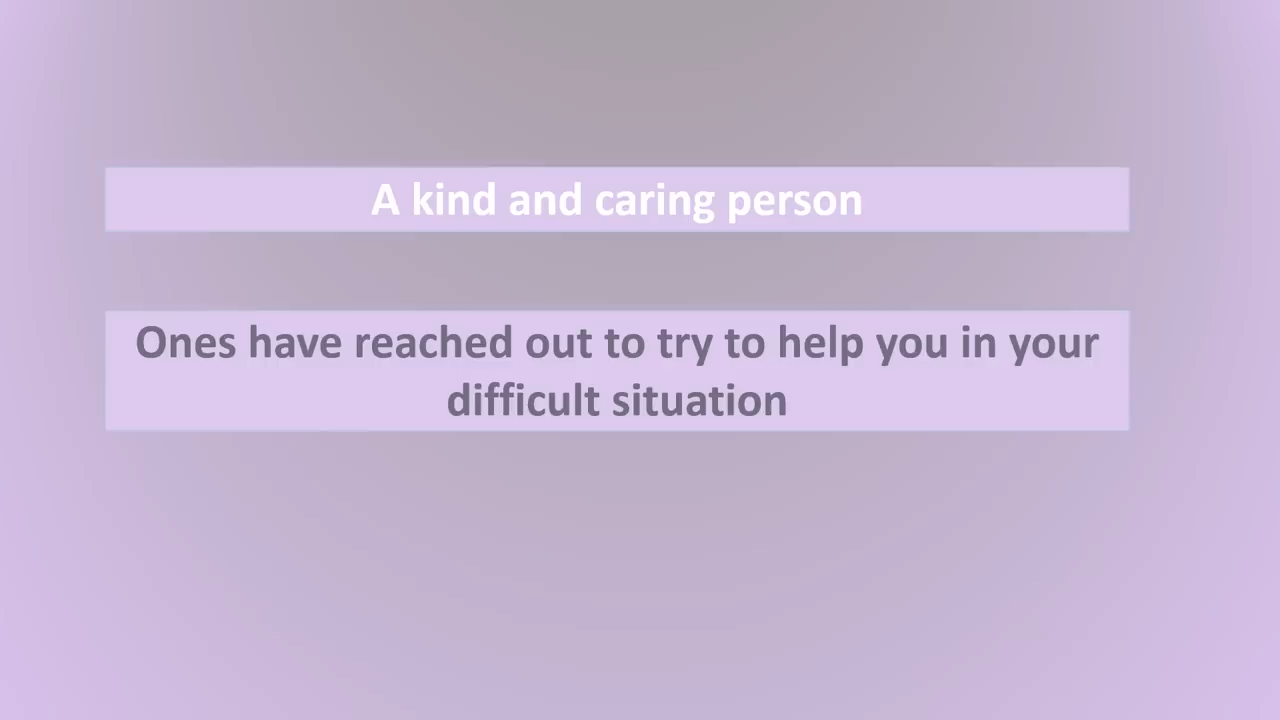 A kind and caring person
Ones have reached out to try to help you in your
difficult situation